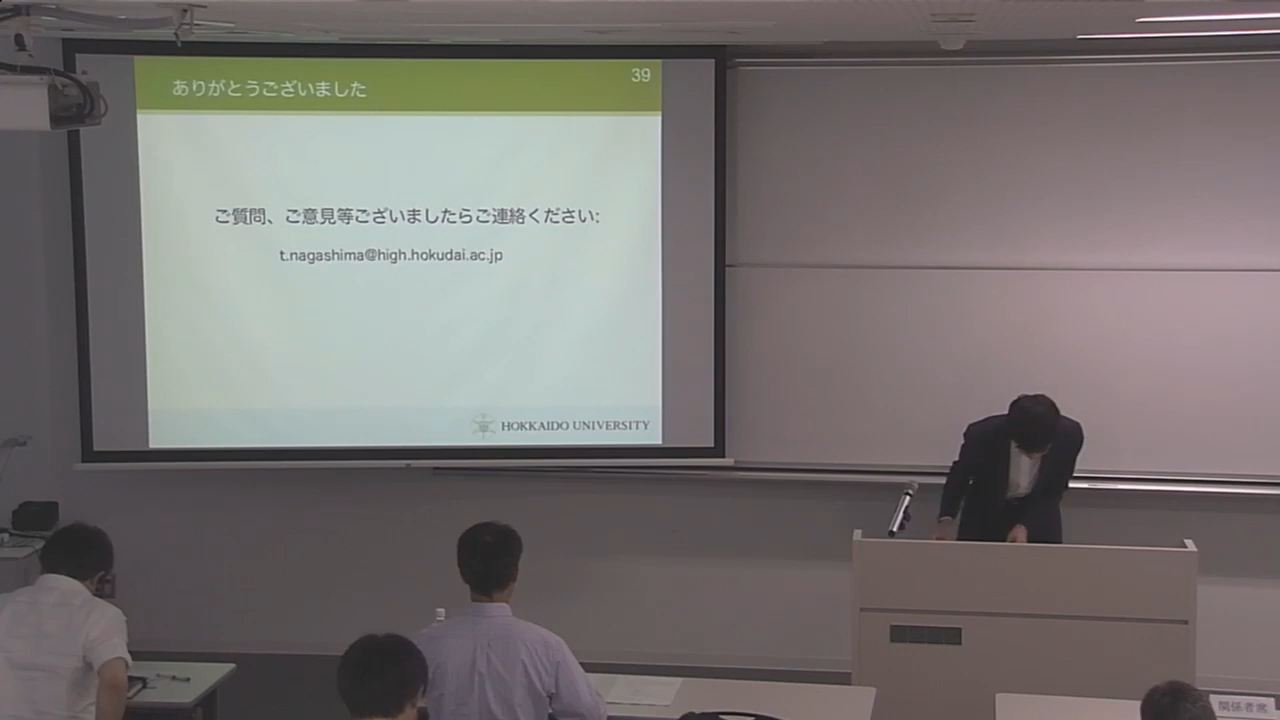 39
ありがとうございました
ご質問、ご意見等ございましたらご連絡ください:
t.nagashima@high.hokudai.ac.jp
HOKKAIDO UNIVERSITY
関係者席